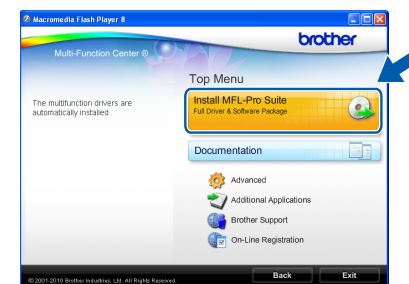 Macromedia Flash Player 8
brother
Multi-Function Center ®
Top Menu
The multifunction drivers are
automatically installed.
Install MFL-Pro Suite
Full Driver & Software Package
Documentation
Advanced
Additional Applications
Brother Support
On-Line Registration
© 2001-2010 Brother Industries, Ltd. All Rights Reserved.
Back
Exit